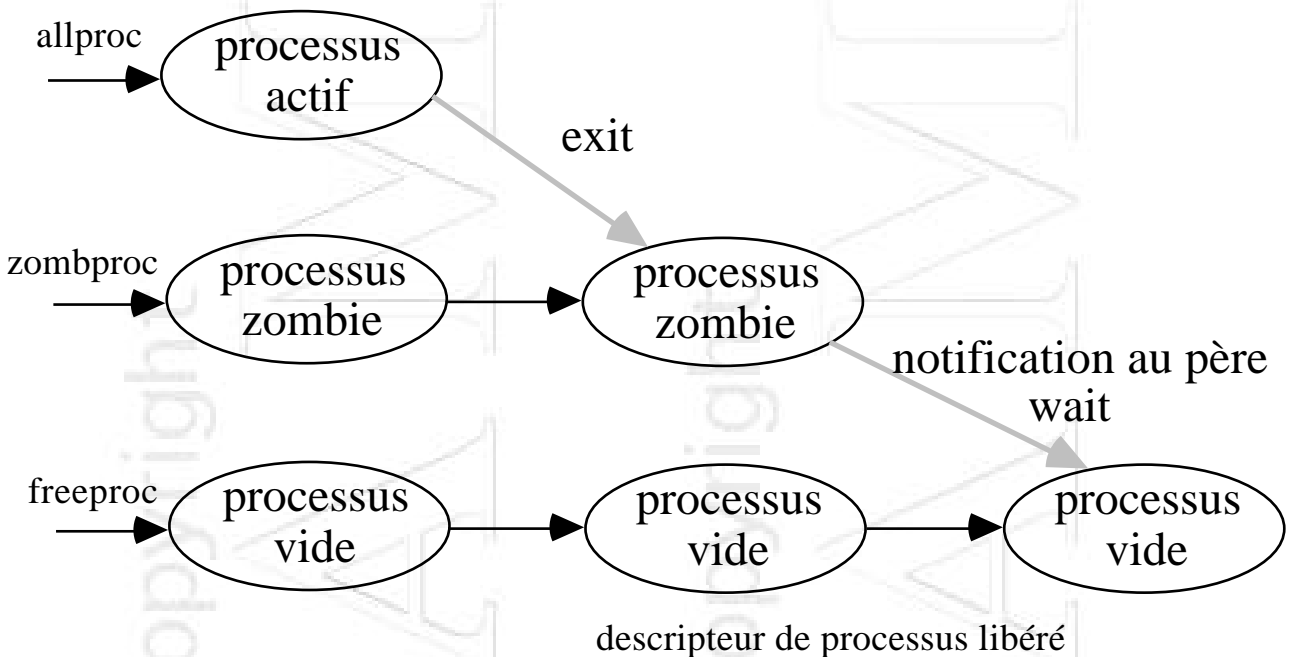 allproc
processus
actif
exit
zombproc
processus
zombie
processus
zombie
notification au père
wait
freeproc
processus
vide
processus
vide
processus
vide
descripteur de processus libéré